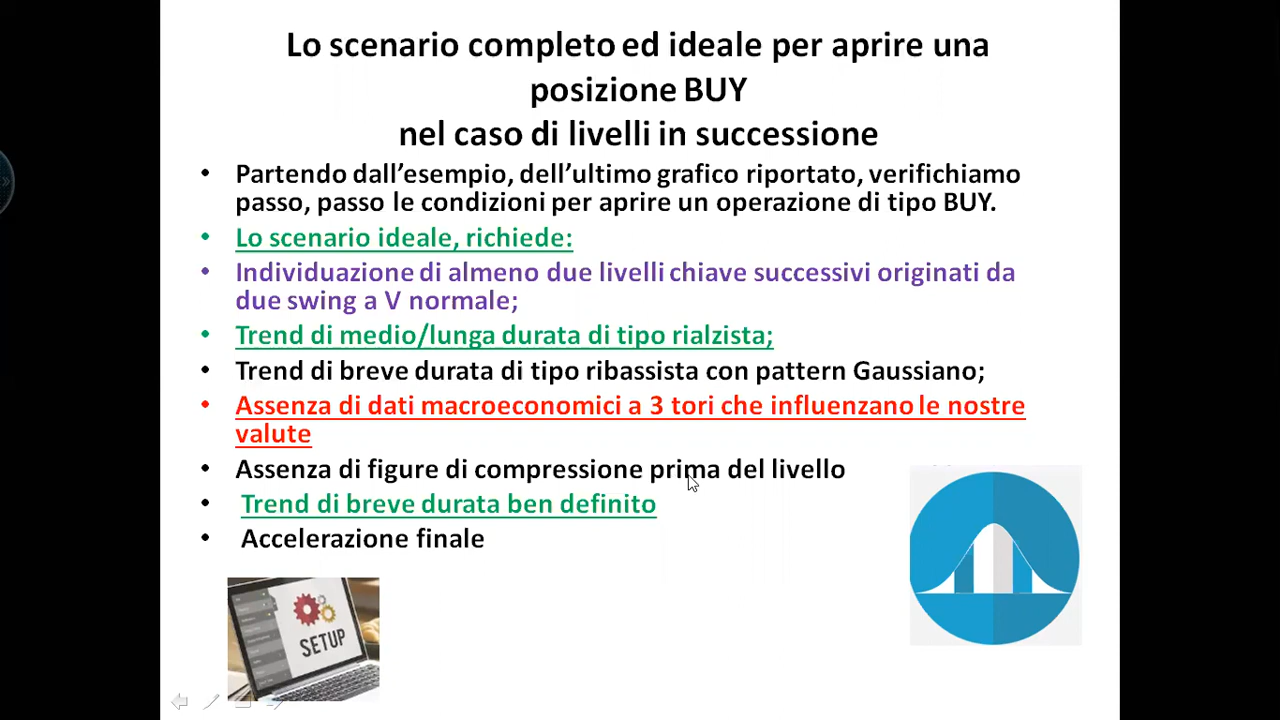 Lo scenario completo ed ideale per aprire una
posizione BUY
nel caso di livelli in successione
• Partendo dall'esempio, dell'ultimo grafico riportato, verifichiamo
passo, passo le condizioni per aprire un operazione di tipo BUY.
• Lo scenario ideale, richiede:
• Individuazione di almeno due livelli chiave successivi originati da
due swing a V normale;
• Trend di medio/lunga durata di tipo rialzista;
• Trend di breve durata di tipo ribassista con pattern Gaussiano;
• Assenza di dati macroeconomici a 3 tori che influenzano le nostre
valute
• Assenza di figure di compressione prima del livello
• Trend di breve durata ben definito
• Accelerazione finale
SETUP